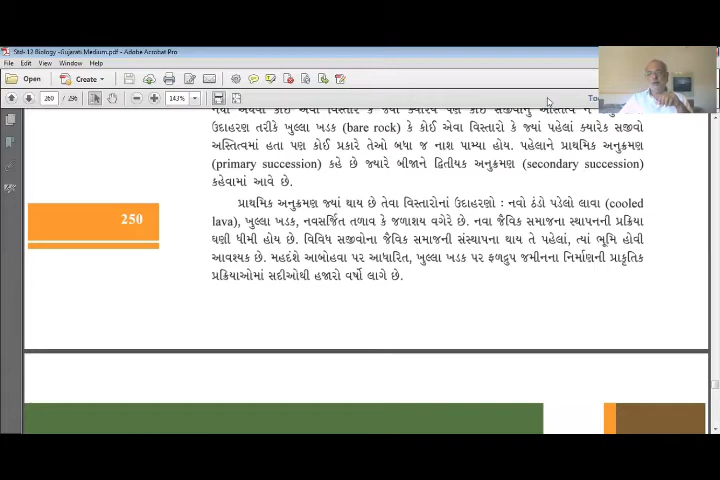 Std- 12 Biology -Gujarati Medium.pdf - Adobe Acrobat Pro
File Edit View Window Help
Open Create
260 / 296 143%
ઉદાહરણ તરીકે ખુલ્લા ખડક (bare rock) કે કોઈ એવા વિસ્તારો કે જ્યાં પહેલાં ક્યારેક સજીવો
અસ્તિત્વમાં હતા પણ કોઈ પ્રકારે તેઓ બધા જ નાશ પામ્યા હોય. પહેલાને પ્રાથમિક અનુક્રમણ
(primary succession) કહે છે જ્યારે બીજાને દ્વિતીયક અનુક્રમણ (secondary succession)
કહેવામાં આવે છે.
પ્રાથમિક અનુક્રમણ જ્યાં થાય છે તેવા વિસ્તારોનાં ઉદાહરણો : નવો ઠંડો પડેલો લાવા (cooled
lava), ખુલ્લા ખડક, નવસર્જિત તળાવ કે જળાશય વગેરે છે. નવા જૈવિક સમાજના સ્થાપનની પ્રક્રિયા
ઘણી ધીમી હોય છે. વિવિધ સજીવોના જૈવિક સમાજની સંસ્થાપના થાય તે પહેલાં, ત્યાં ભૂમિ હોવી
આવશ્યક છે. મહદંશે આબોહવા પર આધારિત, ખુલ્લા ખડક પર ફળદ્રુપ જમીનના નિર્માણની પ્રાકૃતિક
પ્રક્રિયાઓમાં સદીઓથી હજારો વર્ષો લાગે છે.
250